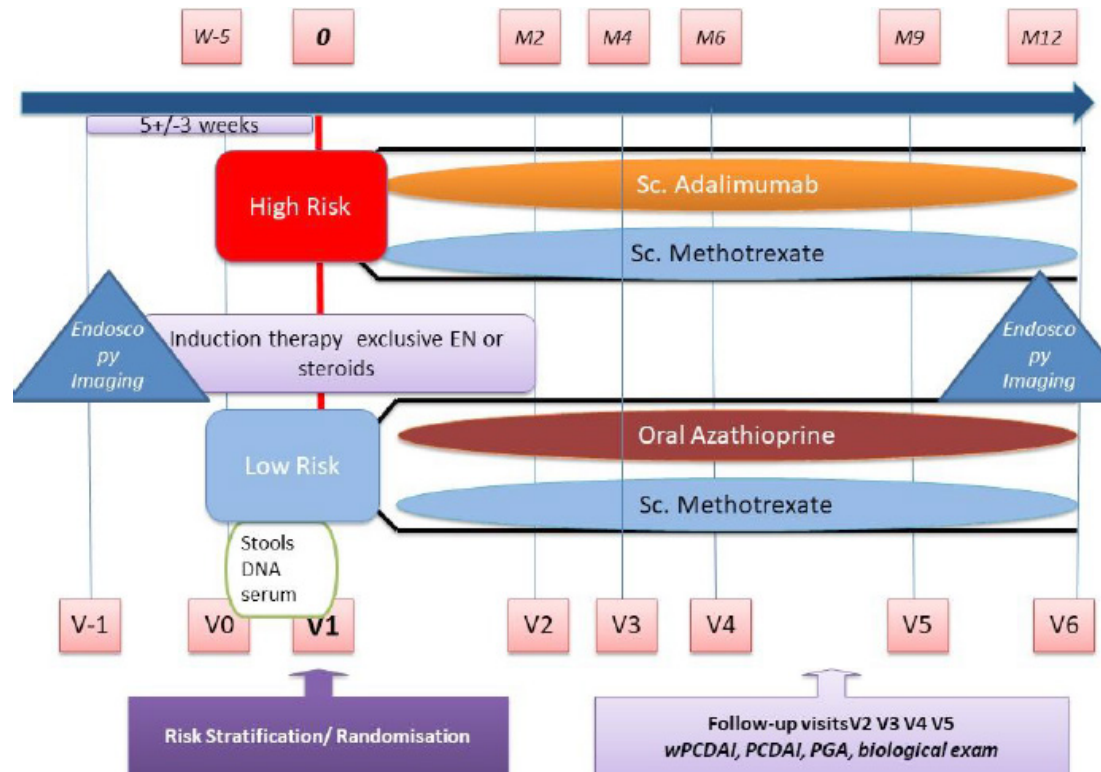 W-5
0
M2
M4
M6
M9
M12
5+/-3 weeks
High Risk
Sc. Adalimumab
Sc. Methotrexate
Endosco
py
Imaging
Induction therapy exclusive EN or
steroids
Endosco
py
Imaging
Low Risk
Oral Azathioprine
Sc. Methotrexate
Stools
DNA
serum
V-1
V0
V1
V2
V3
V4
V5
V6
Risk Stratification/ Randomisation
Follow-up visitsV2 V3 V4 V5
wPCDAI, PCDAI, PGA, biological exam